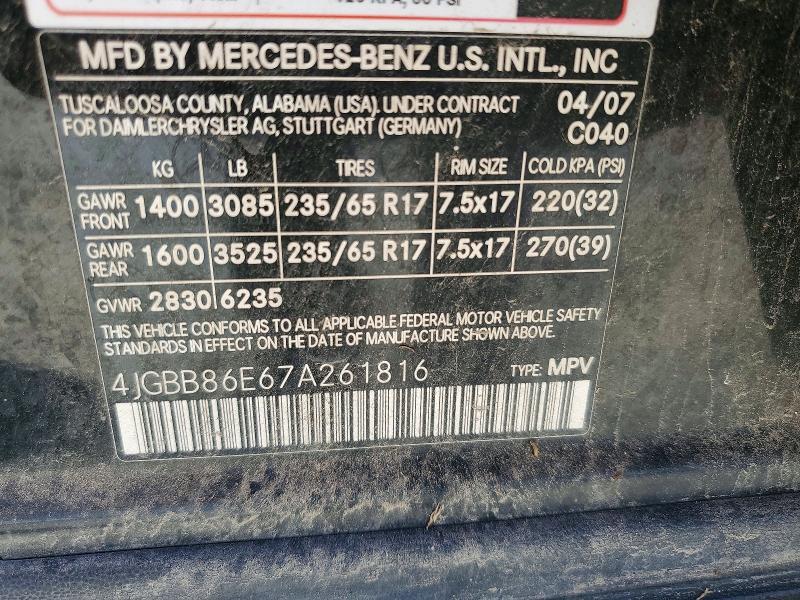 MFD BY MERCEDES-BENZ U.S. INTL., INC
TUSCALOOSA COUNTY, ALABAMA (USA). UNDER CONTRACT 04/07
FOR DAIMLERCHRYSLER AG, STUTTGART (GERMANY) C040
KG LB TIRES RIM SIZE COLD KPA (PSI)
GAWR FRONT 1400 3085 235/65 R17 7.5x17 220(32)
GAWR REAR 1600 3525 235/65 R17 7.5x17 270(39)
GVWR 2830 6235
THIS VEHICLE CONFORMS TO ALL APPLICABLE FEDERAL MOTOR VEHICLE SAFETY
STANDARDS IN EFFECT ON THE DATE OF MANUFACTURE SHOWN ABOVE.
4JGBB86E67A261816 TYPE: MPV